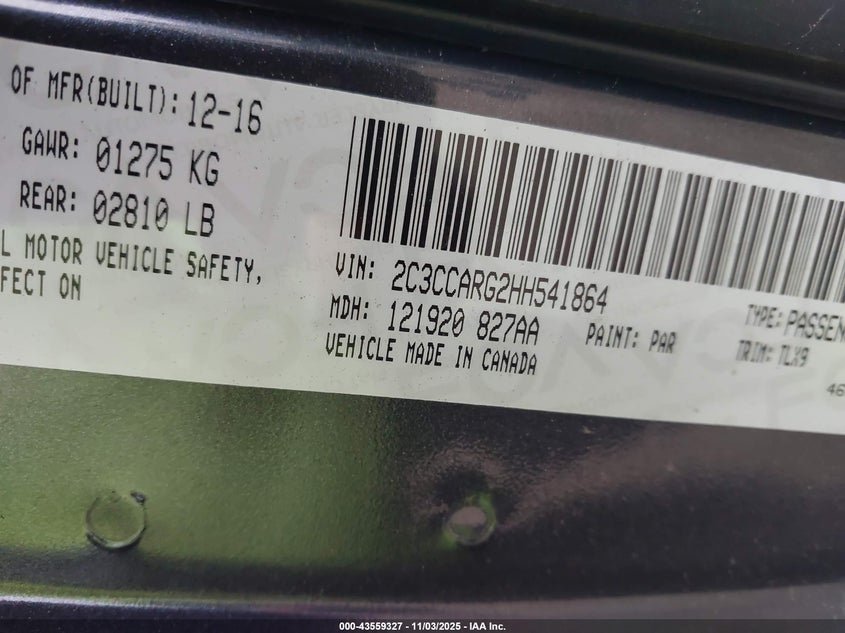 OF MFR(BUILT): 12-16
GAWR: 01275 KG
REAR: 02810 LB
L MOTOR VEHICLE SAFETY,
FECT ON
VIN: 2C3CCARG2HH541864
MDH: 121920 827AA
PAINT: PAR
VEHICLE MADE IN CANADA
TYPE: PASSEN
TRIM: TLX9
46
000-43559327 - 11/03/2025 - IAA Inc.